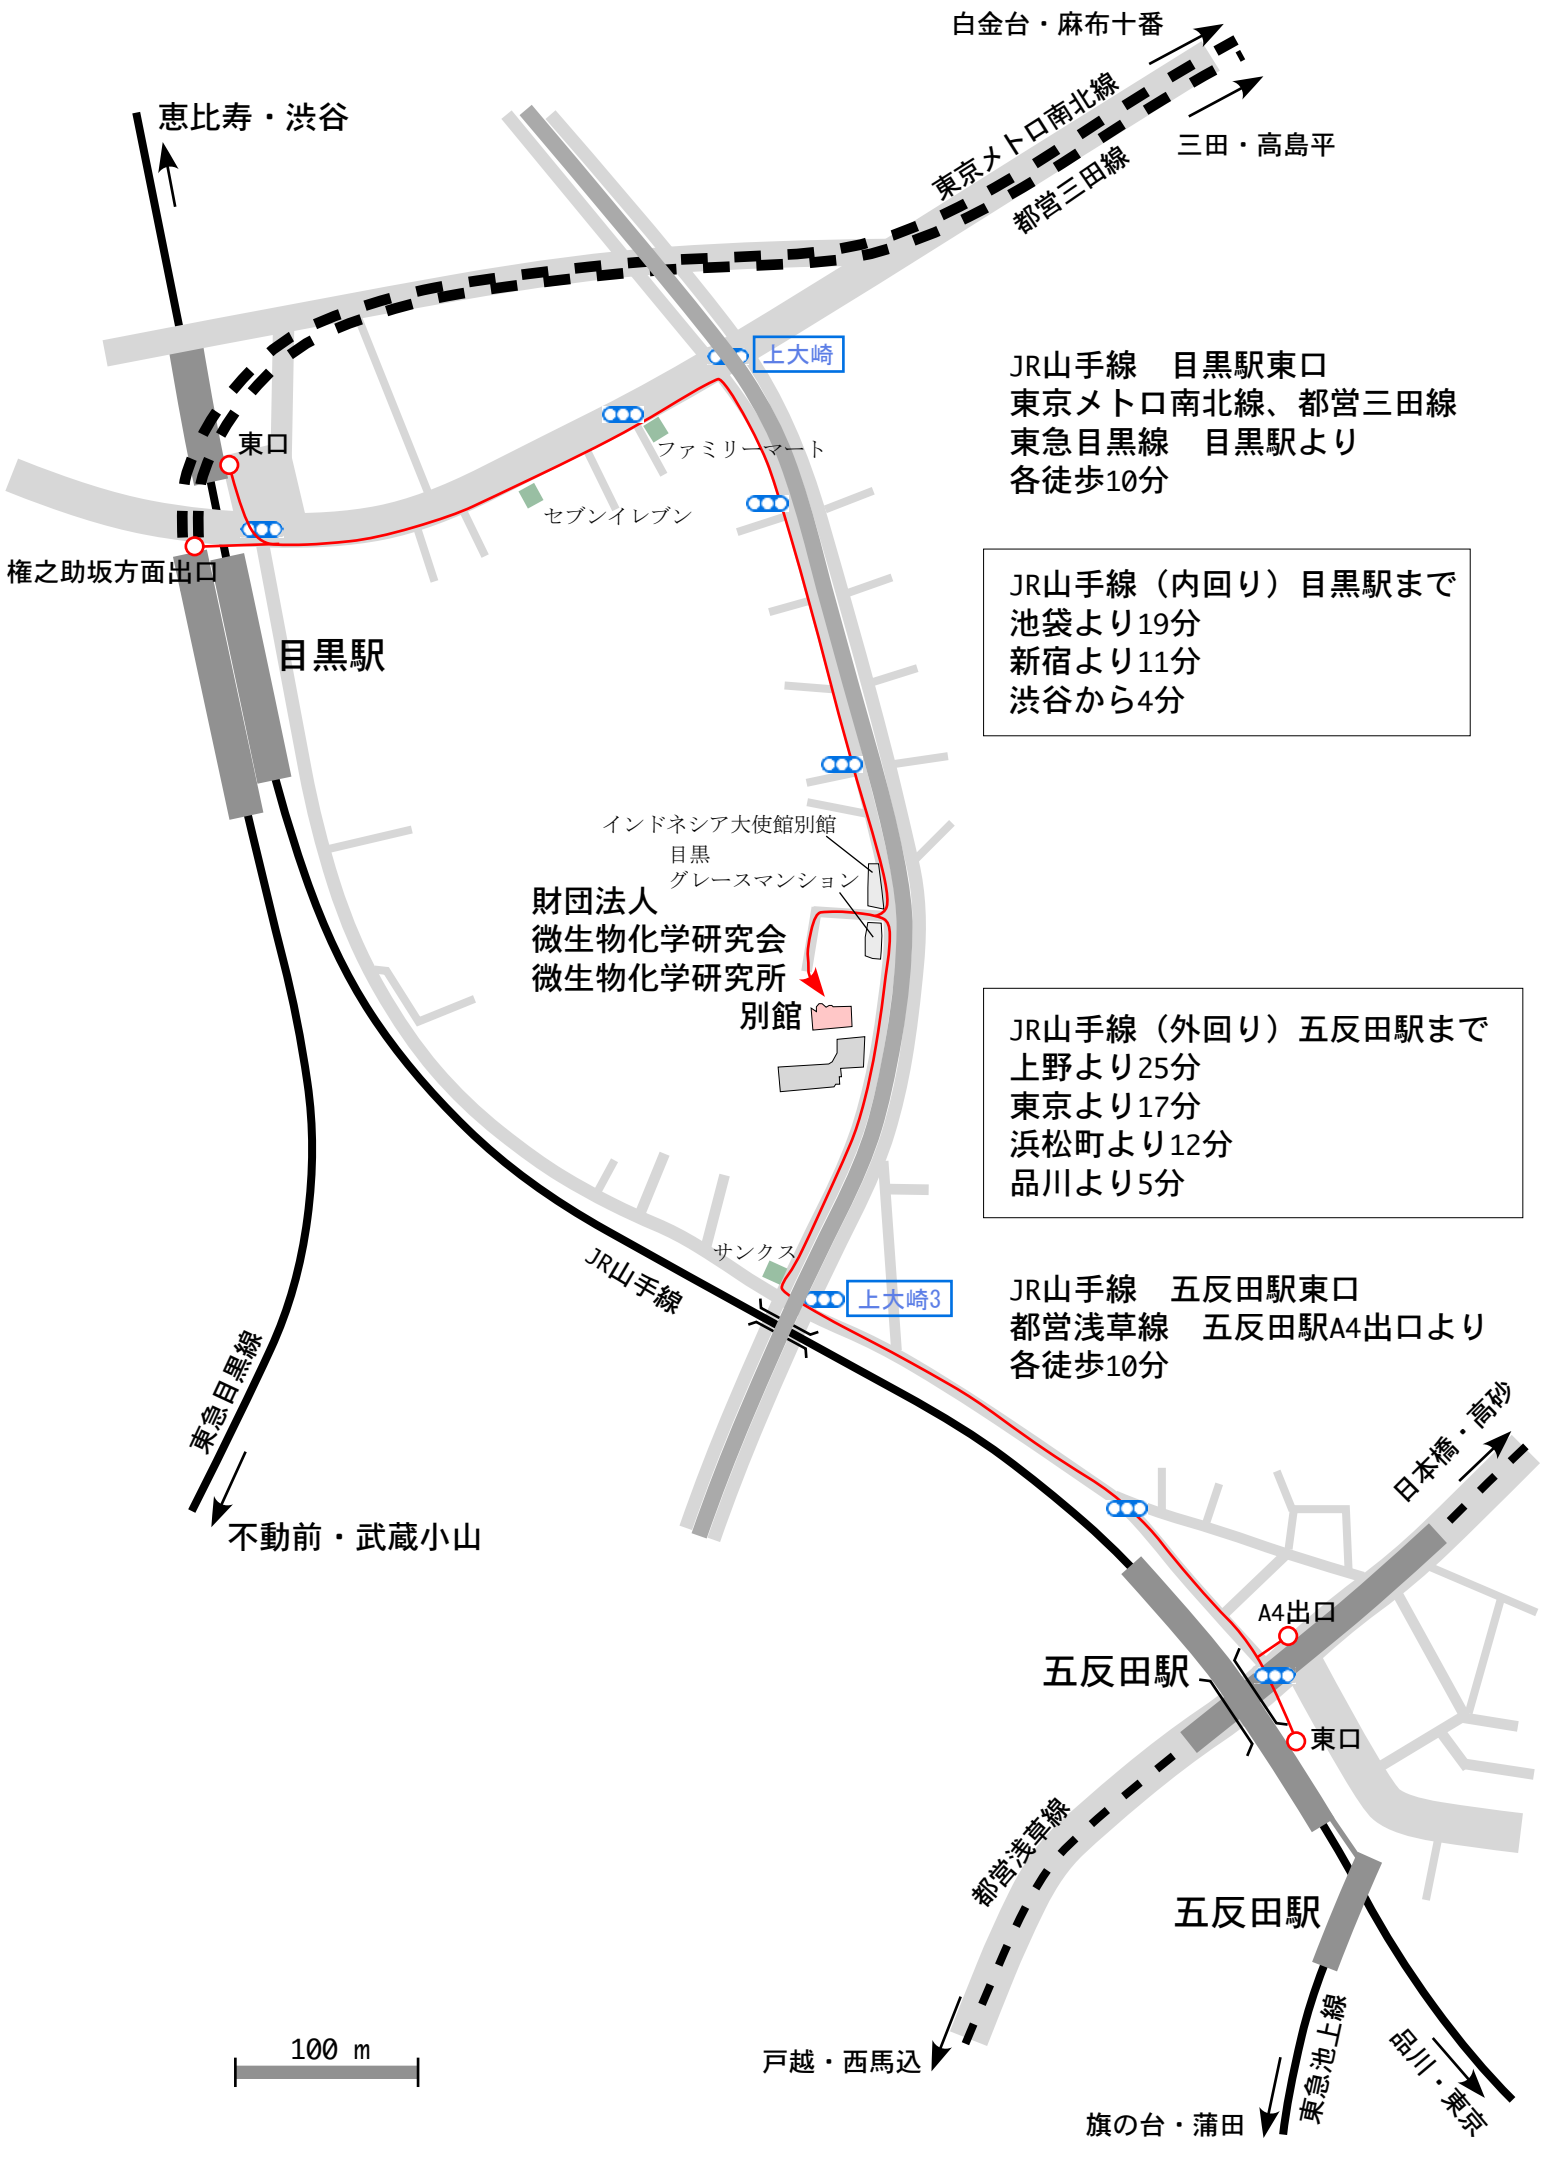 白金台・麻布十番
恵比寿・渋谷
東京メトロ南北線
都営三田線
三田・高島平
上大崎
東口
ファミリーマート
セブンイレブン
権之助坂方面出口
目黒駅
JR山手線　目黒駅東口
東京メトロ南北線、都営三田線
東急目黒線　目黒駅より
各徒歩10分
JR山手線（内回り）目黒駅まで
池袋より19分
新宿より11分
渋谷から4分
インドネシア大使館別館
目黒
グレースマンション
財団法人
微生物化学研究会
微生物化学研究所
別館
JR山手線（外回り）五反田駅まで
上野より25分
東京より17分
浜松町より12分
品川より5分
サンクス
JR山手線
上大崎3
JR山手線　五反田駅東口
都営浅草線　五反田駅A4出口より
各徒歩10分
東急目黒線
不動前・武蔵小山
日本橋・高砂
A4出口
五反田駅
東口
都営浅草線
五反田駅
100 m
戸越・西馬込
東急池上線
旗の台・蒲田
品川・東京